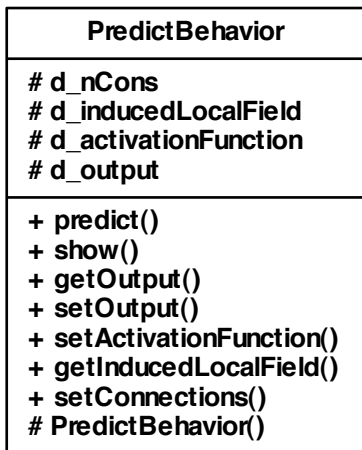 PredictBehavior
# d_nCons
# d_inducedLocalField
# d_activationFunction
# d_output
+ predict()
+ show()
+ getOutput()
+ setOutput()
+ setActivationFunction()
+ getInducedLocalField()
+ setConnections()
# PredictBehavior()